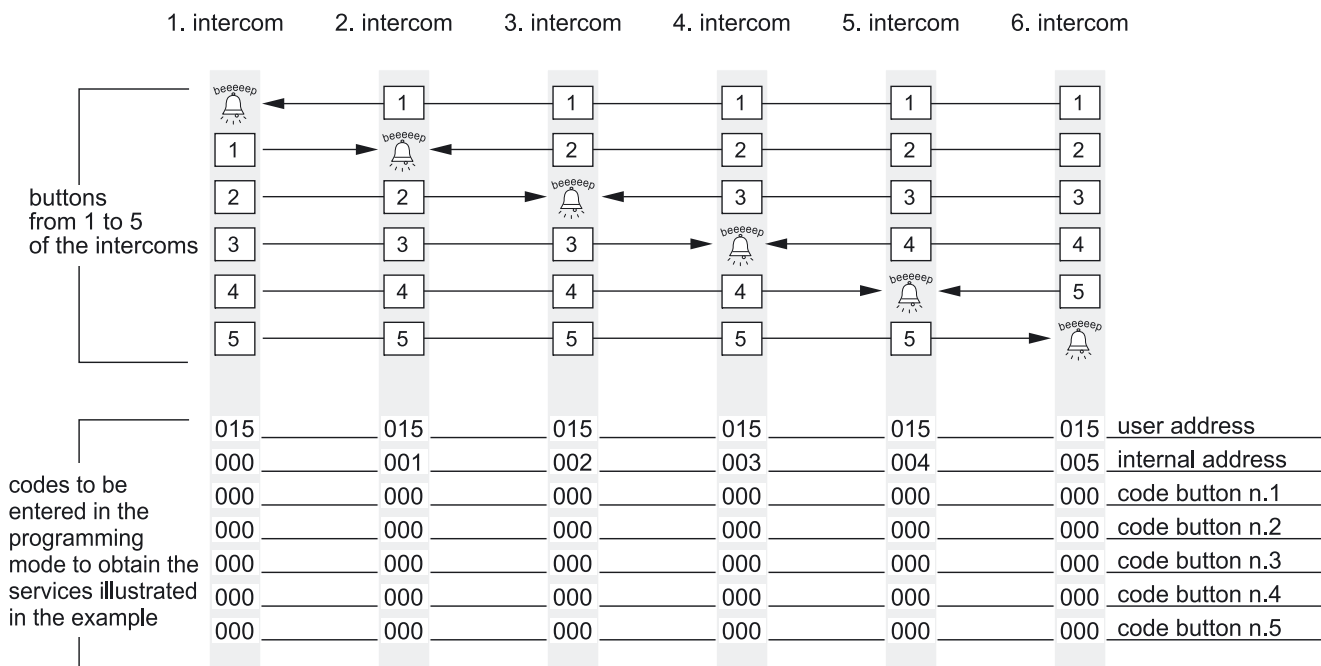 1. intercom 2. intercom 3. intercom 4. intercom 5. intercom 6. intercom
beeeeep 1 1 1 1 1
1 beeeeep 2 2 2 2
2 2 beeeeep 3 3 3
buttons
from 1 to 5
of the intercoms
3 3 3 beeeeep 4 4
4 4 4 4 beeeeep 5
5 5 5 5 5 beeeeep
015 015 015 015 015 015 user address
000 001 002 003 004 005 internal address
codes to be
entered in the
programming
mode to obtain the
services illustrated
in the example
000 000 000 000 000 000 code button n.1
000 000 000 000 000 000 code button n.2
000 000 000 000 000 000 code button n.3
000 000 000 000 000 000 code button n.4
000 000 000 000 000 000 code button n.5